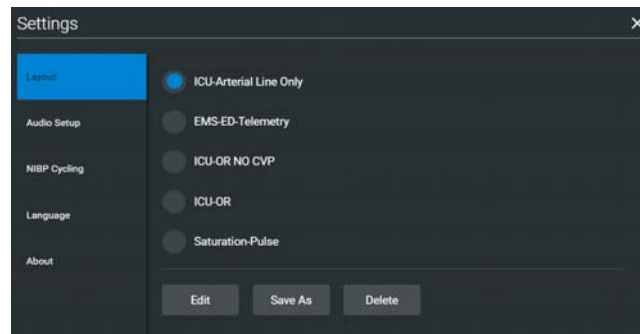 Settings
Layout
Audio Setup
NIBP Cycling
Language
About
ICU-Arterial Line Only
EMS-ED-Telemetry
ICU-OR NO CVP
ICU-OR
Saturation-Pulse
Edit
Save As
Delete